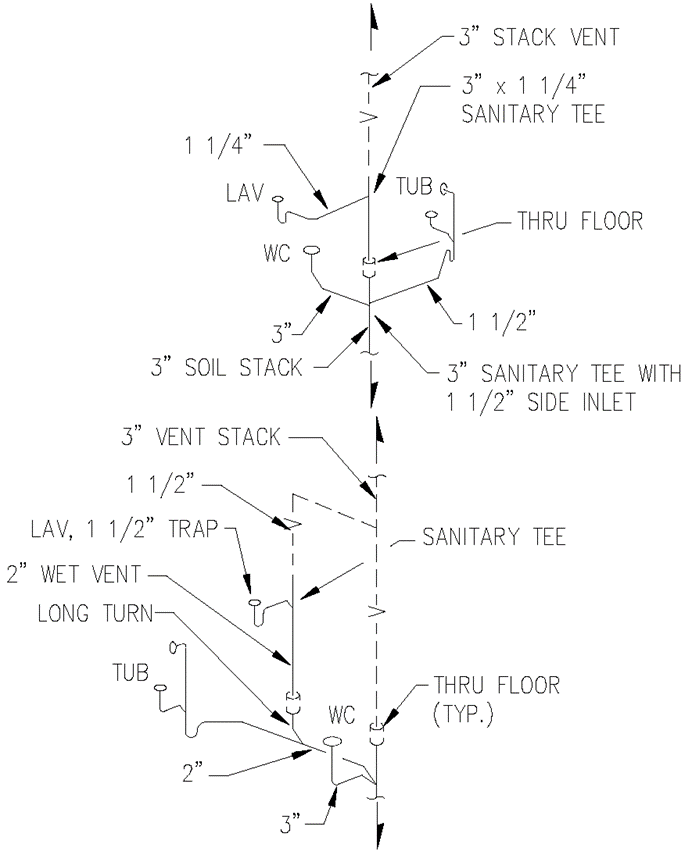 3” STACK VENT
3” x 1 1/4”
SANITARY TEE
1 1/4”
LAV
TUB
THRU FLOOR
WC
3”
1 1/2”
3” SOIL STACK
3” SANITARY TEE WITH
1 1/2” SIDE INLET
3” VENT STACK
1 1/2”
LAV, 1 1/2” TRAP
SANITARY TEE
2” WET VENT
LONG TURN
TUB
THRU FLOOR
(TYP.)
WC
2”
3”